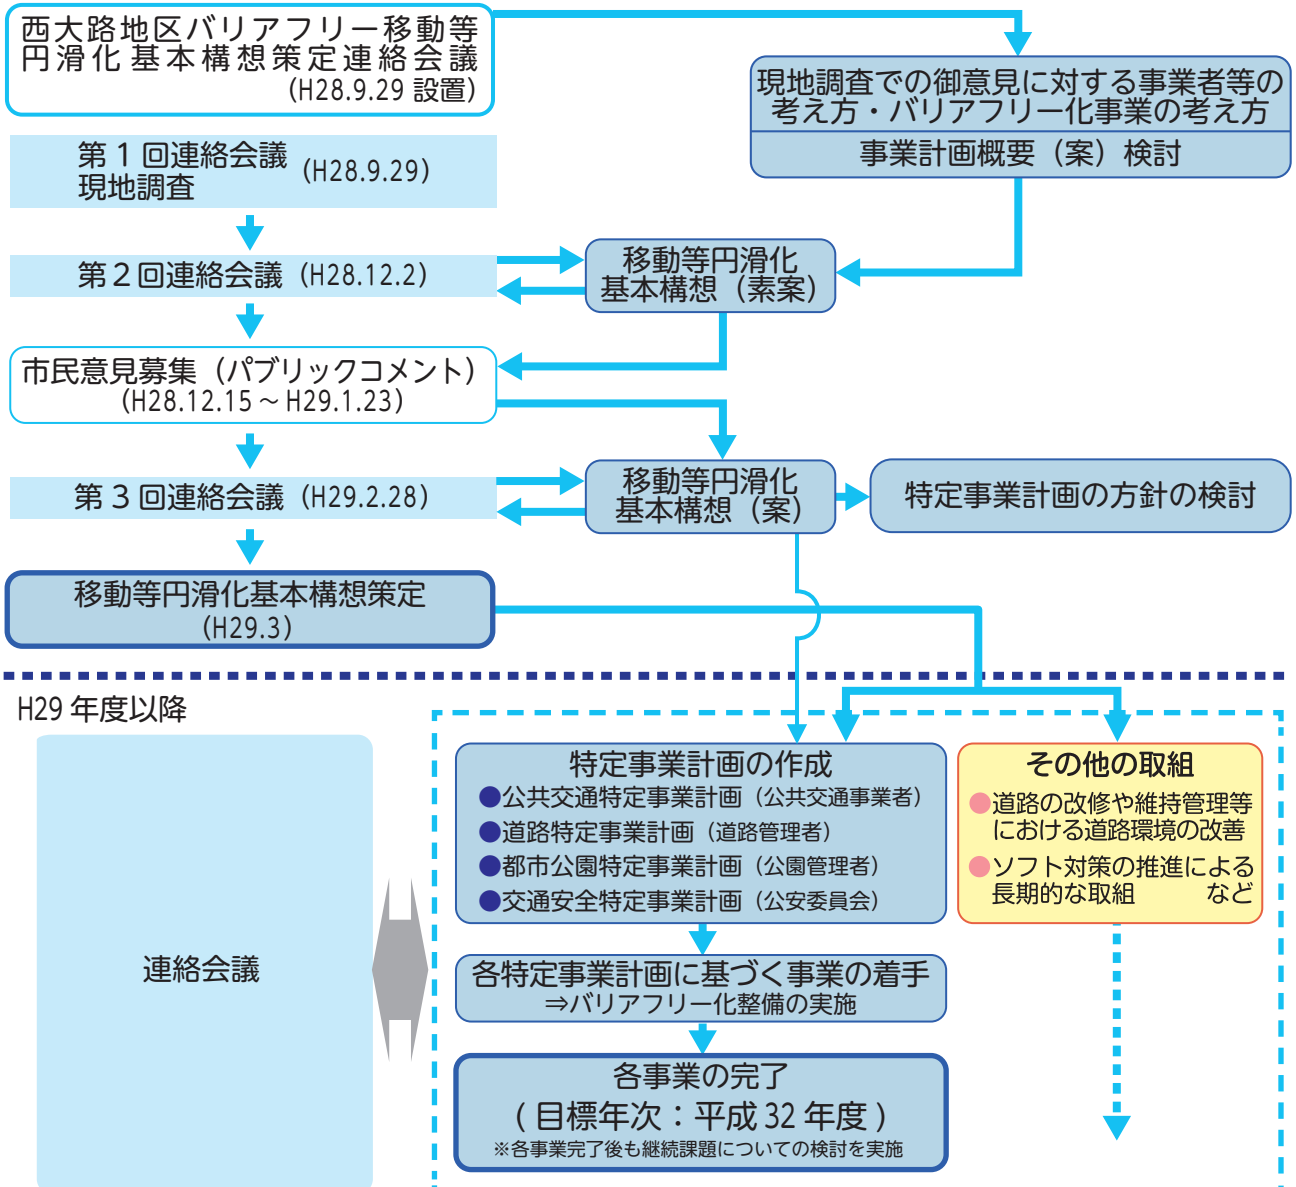 西大路地区バリアフリー移動等
円滑化基本構想策定連絡会議
(H28.9.29 設置)
現地調査での御意見に対する事業者等の
考え方・バリアフリー化事業の考え方
事業計画概要（案）検討
第1回連絡会議 (H28.9.29)
現地調査
第2回連絡会議 (H28.12.2)
移動等円滑化
基本構想（素案）
市民意見募集（パブリックコメント）
(H28.12.15～H29.1.23)
第3回連絡会議 (H29.2.28)
移動等円滑化
基本構想（案）
特定事業計画の方針の検討
移動等円滑化基本構想策定
(H29.3)
H29 年度以降
連絡会議
特定事業計画の作成
●公共交通特定事業計画（公共交通事業者）
●道路特定事業計画（道路管理者）
●都市公園特定事業計画（公園管理者）
●交通安全特定事業計画（公安委員会）
その他の取組
●道路の改修や維持管理等
における道路環境の改善
●ソフト対策の推進による
長期的な取組 など
各特定事業計画に基づく事業の着手
⇒バリアフリー化整備の実施
各事業の完了
( 目標年次：平成 32 年度 )
※各事業完了後も継続課題についての検討を実施